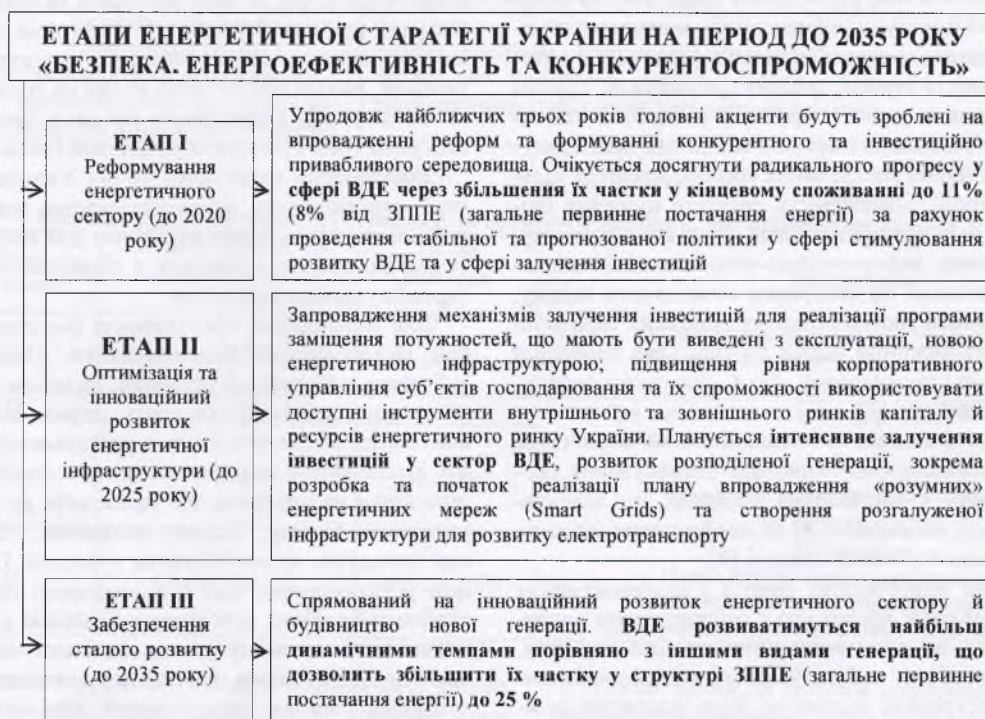 ЕТАПИ ЕНЕРГЕТИЧНОЇ СТАРАТЕГІЇ УКРАЇНИ НА ПЕРІОД ДО 2035 РОКУ
«БЕЗПЕКА. ЕНЕРГОЕФЕКТИВНІСТЬ ТА КОНКУРЕНТОСПРОМОЖНІСТЬ»
ЕТАП І
Реформування
енергетичного
сектору (до 2020
року)
Упродовж найближчих трьох років головні акценти будуть зроблені на
впровадженні реформ та формуванні конкурентного та інвестиційно
привабливого середовища. Очікується досягнути радикального прогресу у
сфері ВДЕ через збільшення їх частки у кінцевому споживанні до 11%
(8% від ЗППЕ (загальне первинне постачання енергії) за рахунок
проведення стабільної та прогнозованої політики у сфері стимулювання
розвитку ВДЕ та у сфері залучення інвестицій
ЕТАП ІІ
Оптимізація та
інноваційний
розвиток
енергетичної
інфраструктури (до
2025 року)
Запровадження механізмів залучення інвестицій для реалізації програми
заміщення потужностей, що мають бути виведені з експлуатації, новою
енергетичною інфраструктурою; підвищення рівня корпоративного
управління суб’єктів господарювання та їх спроможності використовувати
доступні інструменти внутрішнього та зовнішнього ринків капіталу й
ресурсів енергетичного ринку України. Планується інтенсивне залучення
інвестицій у сектор ВДЕ, розвиток розподіленої генерації, зокрема
розробка та початок реалізації плану впровадження «розумних»
енергетичних мереж (Smart Grids) та створення розгалуженої
інфраструктури для розвитку електротранспорту
ЕТАП ІІІ
Забезпечення
сталого розвитку
(до 2035 року)
Спрямований на інноваційний розвиток енергетичного сектору й
будівництво нової генерації. ВДЕ розвиватимуться найбільш
динамічними темпами порівняно з іншими видами генерації, що
дозволить збільшити їх частку у структурі ЗППЕ (загальне первинне
постачання енергії) до 25 %